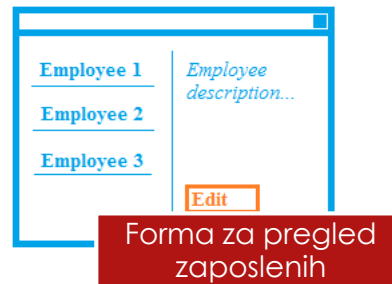 Employee 1
Employee 2
Employee 3
Employee
description...
Edit
Forma za pregled
zaposlenih